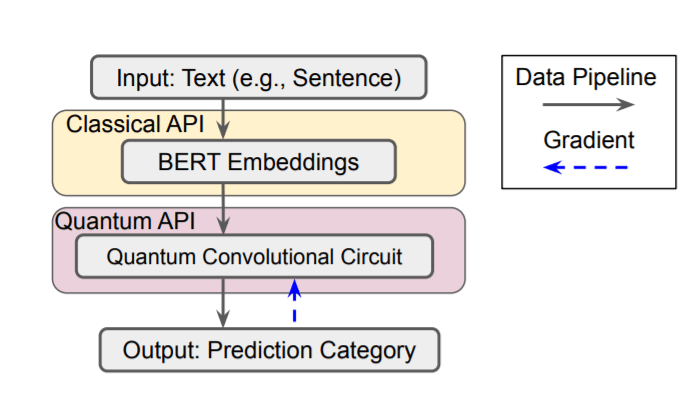 Input: Text (e.g., Sentence)
Data Pipeline
Classical API
Gradient
BERT Embeddings
Quantum API
Quantum Convolutional Circuit
Output: Prediction Category